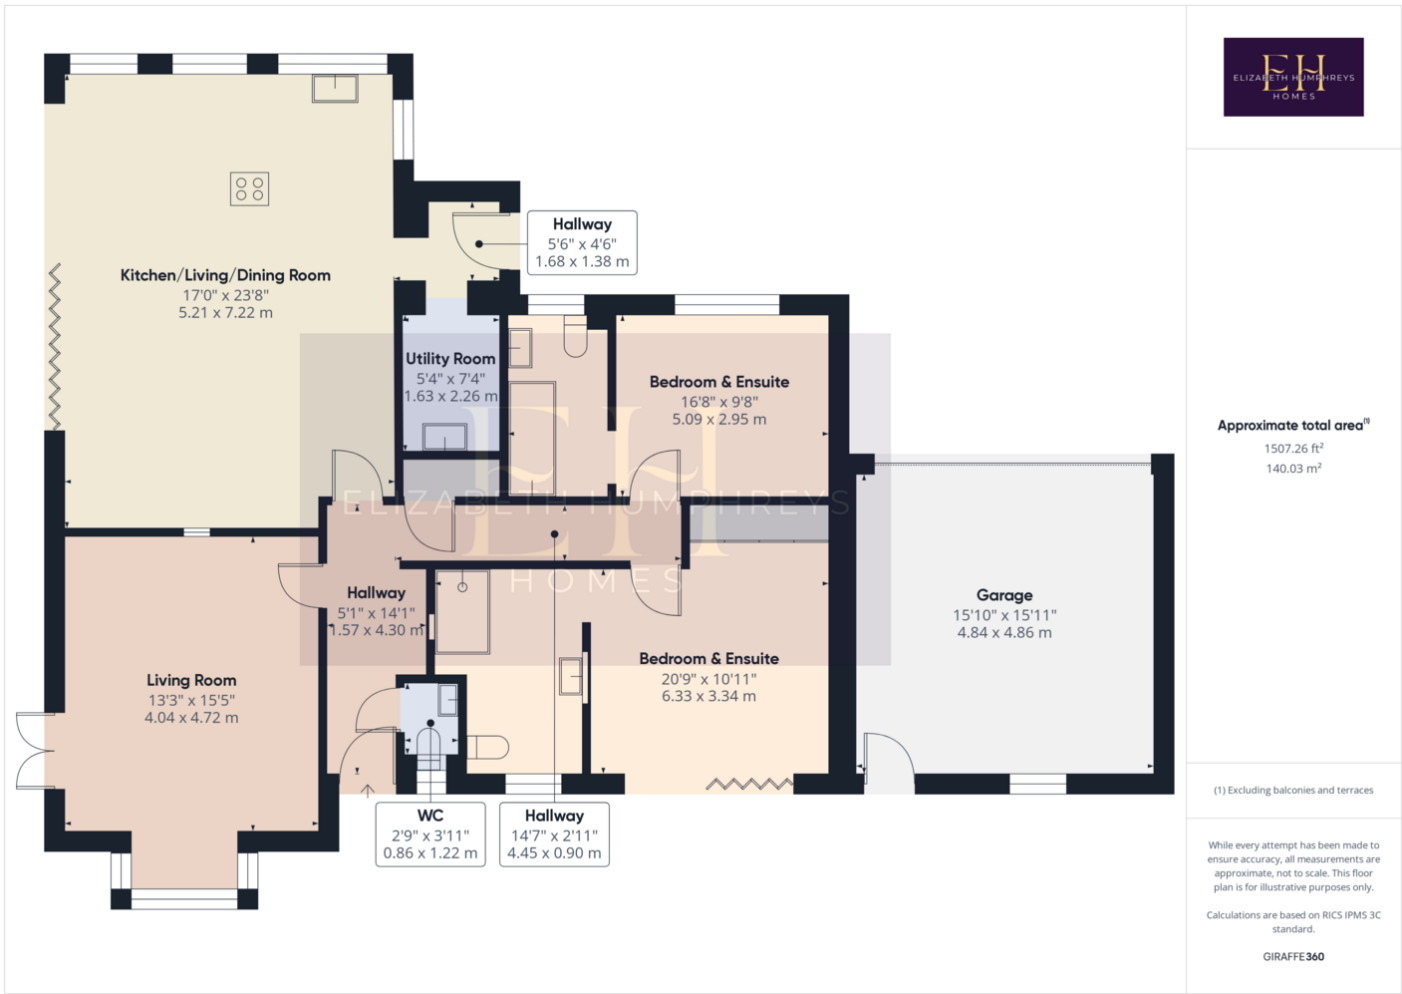 Kitchen/Living/Dining Room
17'0" x 23'8"
5.21 x 7.22 m
Hallway
5'6" x 4'6"
1.68 x 1.38 m
Utility Room
5'4" x 7'4"
1.63 x 2.26 m
Bedroom & Ensuite
16'8" x 9'8"
5.09 x 2.95 m
EH
ELIZABETH HUMPHREYS
HOMES
Hallway
5'1" x 14'1"
1.57 x 4.30 m
Living Room
13'3" x 15'5"
4.04 x 4.72 m
Bedroom & Ensuite
20'9" x 10'11"
6.33 x 3.34 m
Garage
15'10" x 15'11"
4.84 x 4.86 m
WC
2'9" x 3'11"
0.86 x 1.22 m
Hallway
14'7" x 2'11"
4.45 x 0.90 m
EH
ELIZABETH HUMPHREYS
HOMES
Approximate total area(1)
1507.26 ft²
140.03 m²
(1) Excluding balconies and terraces
While every attempt has been made to
ensure accuracy, all measurements are
approximate, not to scale. This floor
plan is for illustrative purposes only.
Calculations are based on RICS IPMS 3C
standard.
GIRAFFE360